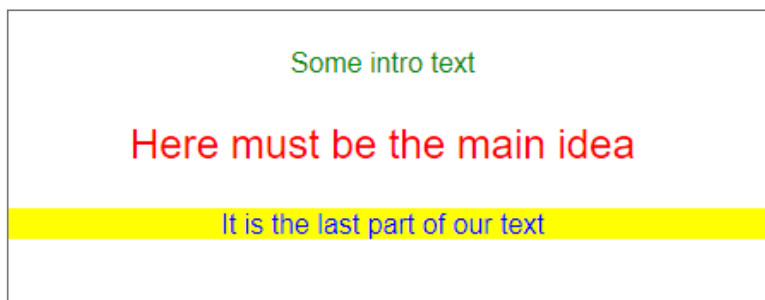 Some intro text
Here must be the main idea
It is the last part of our text